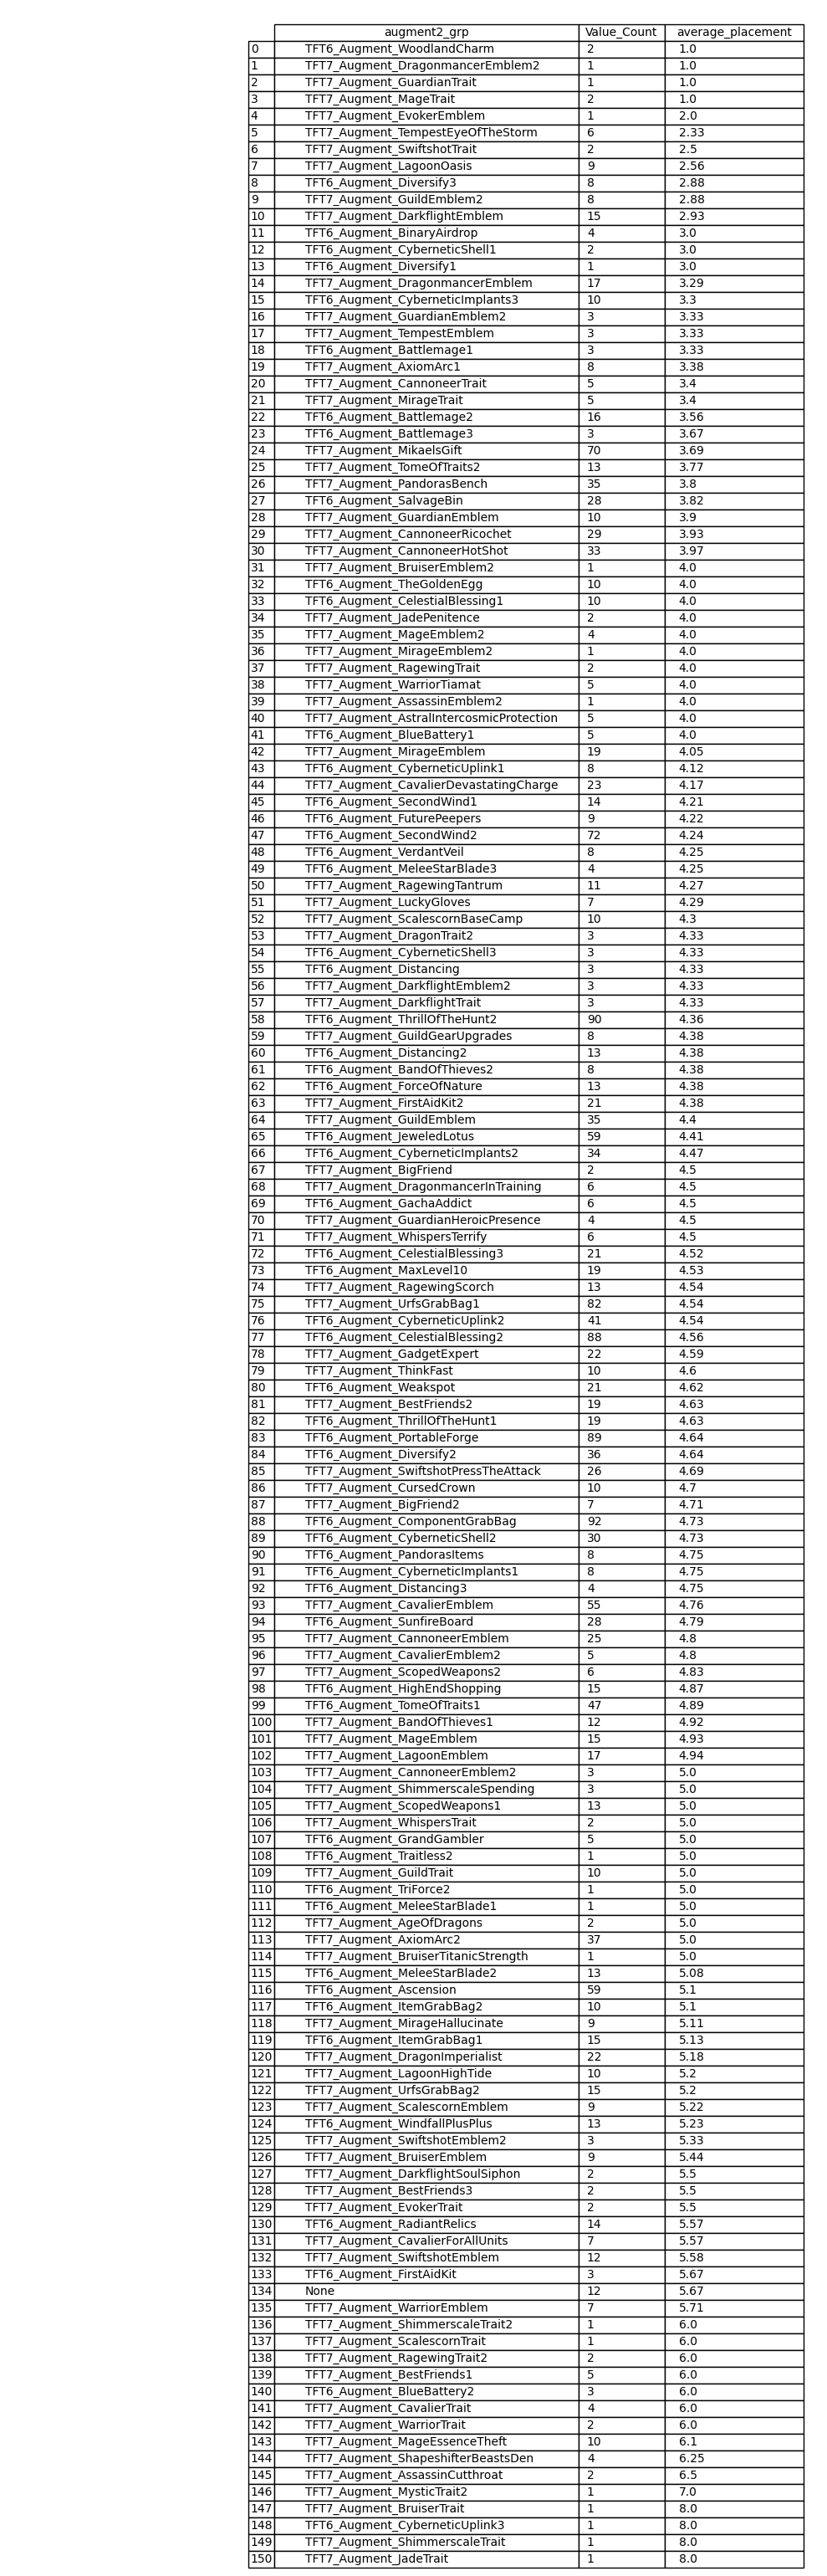 augment2_grp Value_Count average_placement
0 TFT6_Augment_WoodlandCharm 2 1.0
1 TFT7_Augment_DragonmancerEmblem2 1 1.0
2 TFT7_Augment_GuardianTrait 1 1.0
3 TFT7_Augment_MageTrait 2 1.0
4 TFT7_Augment_EvokerEmblem 1 2.0
5 TFT7_Augment_TempestEyeOfTheStorm 6 2.33
6 TFT7_Augment_SwiftshotTrait 2 2.5
7 TFT7_Augment_LagoonOasis 9 2.56
8 TFT6_Augment_Diversify3 8 2.88
9 TFT7_Augment_GuildEmblem2 8 2.88
10 TFT7_Augment_DarkflightEmblem 15 2.93
11 TFT6_Augment_BinaryAirdrop 4 3.0
12 TFT6_Augment_CyberneticShell1 2 3.0
13 TFT6_Augment_Diversify1 1 3.0
14 TFT7_Augment_DragonmancerEmblem 17 3.29
15 TFT6_Augment_CyberneticImplants3 10 3.3
16 TFT7_Augment_GuardianEmblem2 3 3.33
17 TFT7_Augment_TempestEmblem 3 3.33
18 TFT6_Augment_Battlemage1 3 3.33
19 TFT7_Augment_AxiomArc1 8 3.38
20 TFT7_Augment_CannoneerTrait 5 3.4
21 TFT7_Augment_MirageTrait 5 3.4
22 TFT6_Augment_Battlemage2 16 3.56
23 TFT6_Augment_Battlemage3 3 3.67
24 TFT7_Augment_MikaelsGift 70 3.69
25 TFT7_Augment_TomeOfTraits2 13 3.77
26 TFT7_Augment_PandorasBench 35 3.8
27 TFT6_Augment_SalvageBin 28 3.82
28 TFT7_Augment_GuardianEmblem 10 3.9
29 TFT7_Augment_CannoneerRicochet 29 3.93
30 TFT7_Augment_CannoneerHotShot 33 3.97
31 TFT7_Augment_BruiserEmblem2 1 4.0
32 TFT6_Augment_TheGoldenEgg 10 4.0
33 TFT6_Augment_CelestialBlessing1 10 4.0
34 TFT7_Augment_JadePenitence 2 4.0
35 TFT7_Augment_MageEmblem2 4 4.0
36 TFT7_Augment_MirageEmblem2 1 4.0
37 TFT7_Augment_RagewingTrait 2 4.0
38 TFT7_Augment_WarriorTiamat 5 4.0
39 TFT7_Augment_AssassinEmblem2 1 4.0
40 TFT7_Augment_AstralIntercosmicProtection 5 4.0
41 TFT6_Augment_BlueBattery1 5 4.0
42 TFT7_Augment_MirageEmblem 19 4.05
43 TFT6_Augment_CyberneticUplink1 8 4.12
44 TFT7_Augment_CavalierDevastatingCharge 23 4.17
45 TFT6_Augment_SecondWind1 14 4.21
46 TFT7_Augment_FuturePeepers 9 4.22
47 TFT6_Augment_SecondWind2 72 4.24
48 TFT6_Augment_VerdantVeil 8 4.25
49 TFT6_Augment_MeleeStarBlade3 4 4.25
50 TFT7_Augment_RagewingTantrum 11 4.27
51 TFT7_Augment_LuckyGloves 7 4.29
52 TFT7_Augment_ScalescornBaseCamp 10 4.3
53 TFT7_Augment_DragonTrait2 3 4.33
54 TFT6_Augment_CyberneticShell3 3 4.33
55 TFT6_Augment_Distancing 3 4.33
56 TFT7_Augment_DarkflightEmblem2 3 4.33
57 TFT7_Augment_DarkflightTrait 3 4.33
58 TFT6_Augment_ThrillOfTheHunt2 90 4.36
59 TFT7_Augment_GuildGearUpgrades 8 4.38
60 TFT6_Augment_Distancing2 13 4.38
61 TFT6_Augment_BandOfThieves2 8 4.38
62 TFT6_Augment_ForceOfNature 13 4.38
63 TFT7_Augment_FirstAidKit2 21 4.38
64 TFT7_Augment_GuildEmblem 35 4.4
65 TFT6_Augment_JeweledLotus 59 4.41
66 TFT6_Augment_CyberneticImplants2 34 4.47
67 TFT7_Augment_BigFriend 2 4.5
68 TFT7_Augment_DragonmancerInTraining 6 4.5
69 TFT6_Augment_GachaAddict 6 4.5
70 TFT7_Augment_GuardianHeroicPresence 4 4.5
71 TFT7_Augment_WhispersTerrify 6 4.5
72 TFT6_Augment_CelestialBlessing3 21 4.52
73 TFT6_Augment_MaxLevel10 19 4.53
74 TFT7_Augment_RagewingScorch 13 4.54
75 TFT7_Augment_UrfsGrabBag1 82 4.54
76 TFT6_Augment_CyberneticUplink2 41 4.54
77 TFT6_Augment_CelestialBlessing2 88 4.56
78 TFT7_Augment_GadgetExpert 22 4.59
79 TFT7_Augment_ThinkFast 10 4.6
80 TFT6_Augment_Weakspot 21 4.62
81 TFT7_Augment_BestFriends2 19 4.63
82 TFT6_Augment_ThrillOfTheHunt1 19 4.63
83 TFT6_Augment_PortableForge 89 4.64
84 TFT6_Augment_Diversify2 36 4.64
85 TFT7_Augment_SwiftshotPressTheAttack 26 4.69
86 TFT7_Augment_CursedCrown 10 4.7
87 TFT7_Augment_BigFriend2 7 4.71
88 TFT6_Augment_ComponentGrabBag 92 4.73
89 TFT6_Augment_CyberneticShell2 30 4.73
90 TFT6_Augment_PandorasItems 8 4.75
91 TFT6_Augment_CyberneticImplants1 8 4.75
92 TFT6_Augment_Distancing3 4 4.75
93 TFT7_Augment_CavalierEmblem 55 4.76
94 TFT6_Augment_SunfireBoard 28 4.79
95 TFT7_Augment_CannoneerEmblem 25 4.8
96 TFT7_Augment_CavalierEmblem2 5 4.8
97 TFT7_Augment_ScopedWeapons2 6 4.83
98 TFT6_Augment_HighEndShopping 15 4.87
99 TFT6_Augment_TomeOfTraits1 47 4.89
100 TFT7_Augment_BandOfThieves1 12 4.92
101 TFT7_Augment_MageEmblem 15 4.93
102 TFT7_Augment_LagoonEmblem 17 4.94
103 TFT7_Augment_CannoneerEmblem2 3 5.0
104 TFT7_Augment_ShimmerscaleSpending 3 5.0
105 TFT7_Augment_ScopedWeapons1 13 5.0
106 TFT7_Augment_WhispersTrait 2 5.0
107 TFT6_Augment_GrandGambler 5 5.0
108 TFT6_Augment_Traitless2 1 5.0
109 TFT7_Augment_GuildTrait 10 5.0
110 TFT6_Augment_TriForce2 1 5.0
111 TFT6_Augment_MeleeStarBlade1 1 5.0
112 TFT7_Augment_AgeOfDragons 2 5.0
113 TFT7_Augment_AxiomArc2 37 5.0
114 TFT7_Augment_BruiserTitanicStrength 1 5.0
115 TFT6_Augment_MeleeStarBlade2 13 5.08
116 TFT6_Augment_Ascension 59 5.1
117 TFT6_Augment_ItemGrabBag2 10 5.1
118 TFT7_Augment_MirageHallucinate 9 5.11
119 TFT6_Augment_ItemGrabBag1 15 5.13
120 TFT7_Augment_DragonImperialist 22 5.18
121 TFT7_Augment_LagoonHighTide 10 5.2
122 TFT7_Augment_UrfsGrabBag2 15 5.2
123 TFT7_Augment_ScalescornEmblem 9 5.22
124 TFT6_Augment_WindfallPlusPlus 13 5.23
125 TFT7_Augment_SwiftshotEmblem2 3 5.33
126 TFT7_Augment_BruiserEmblem 9 5.44
127 TFT7_Augment_DarkflightSoulSiphon 2 5.5
128 TFT7_Augment_BestFriends3 2 5.5
129 TFT7_Augment_EvokerTrait 2 5.5
130 TFT6_Augment_RadiantRelics 14 5.57
131 TFT7_Augment_CavalierForAllUnits 7 5.57
132 TFT7_Augment_SwiftshotEmblem 12 5.58
133 TFT6_Augment_FirstAidKit 3 5.67
134 None 12 5.67
135 TFT7_Augment_WarriorEmblem 7 5.71
136 TFT7_Augment_ShimmerscaleTrait2 1 6.0
137 TFT7_Augment_ScalescornTrait 1 6.0
138 TFT7_Augment_RagewingTrait2 2 6.0
139 TFT7_Augment_BestFriends1 5 6.0
140 TFT6_Augment_BlueBattery2 3 6.0
141 TFT7_Augment_CavalierTrait 4 6.0
142 TFT7_Augment_WarriorTrait 2 6.0
143 TFT7_Augment_MageEssenceTheft 10 6.1
144 TFT7_Augment_ShapeshifterBeastsDen 4 6.25
145 TFT7_Augment_AssassinCutthroat 2 6.5
146 TFT7_Augment_MysticTrait2 1 7.0
147 TFT7_Augment_BruiserTrait 1 8.0
148 TFT6_Augment_CyberneticUplink3 1 8.0
149 TFT7_Augment_ShimmerscaleTrait 1 8.0
150 TFT7_Augment_JadeTrait 1 8.0